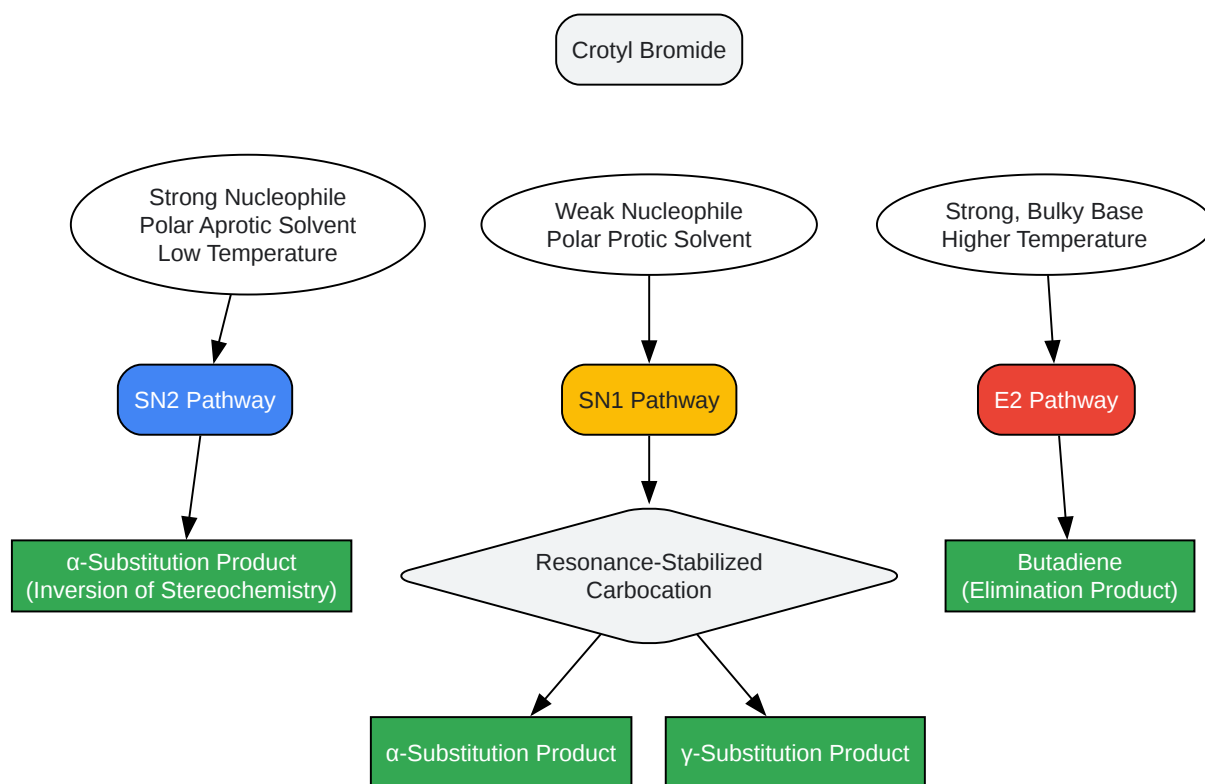 Crotyl Bromide
Strong Nucleophile
Polar Aprotic Solvent
Low Temperature
Weak Nucleophile
Polar Protic Solvent
Strong, Bulky Base
Higher Temperature
SN2 Pathway
SN1 Pathway
E2 Pathway
α-Substitution Product
(Inversion of Stereochemistry)
Resonance-Stabilized
Carbocation
Butadiene
(Elimination Product)
α-Substitution Product
γ-Substitution Product